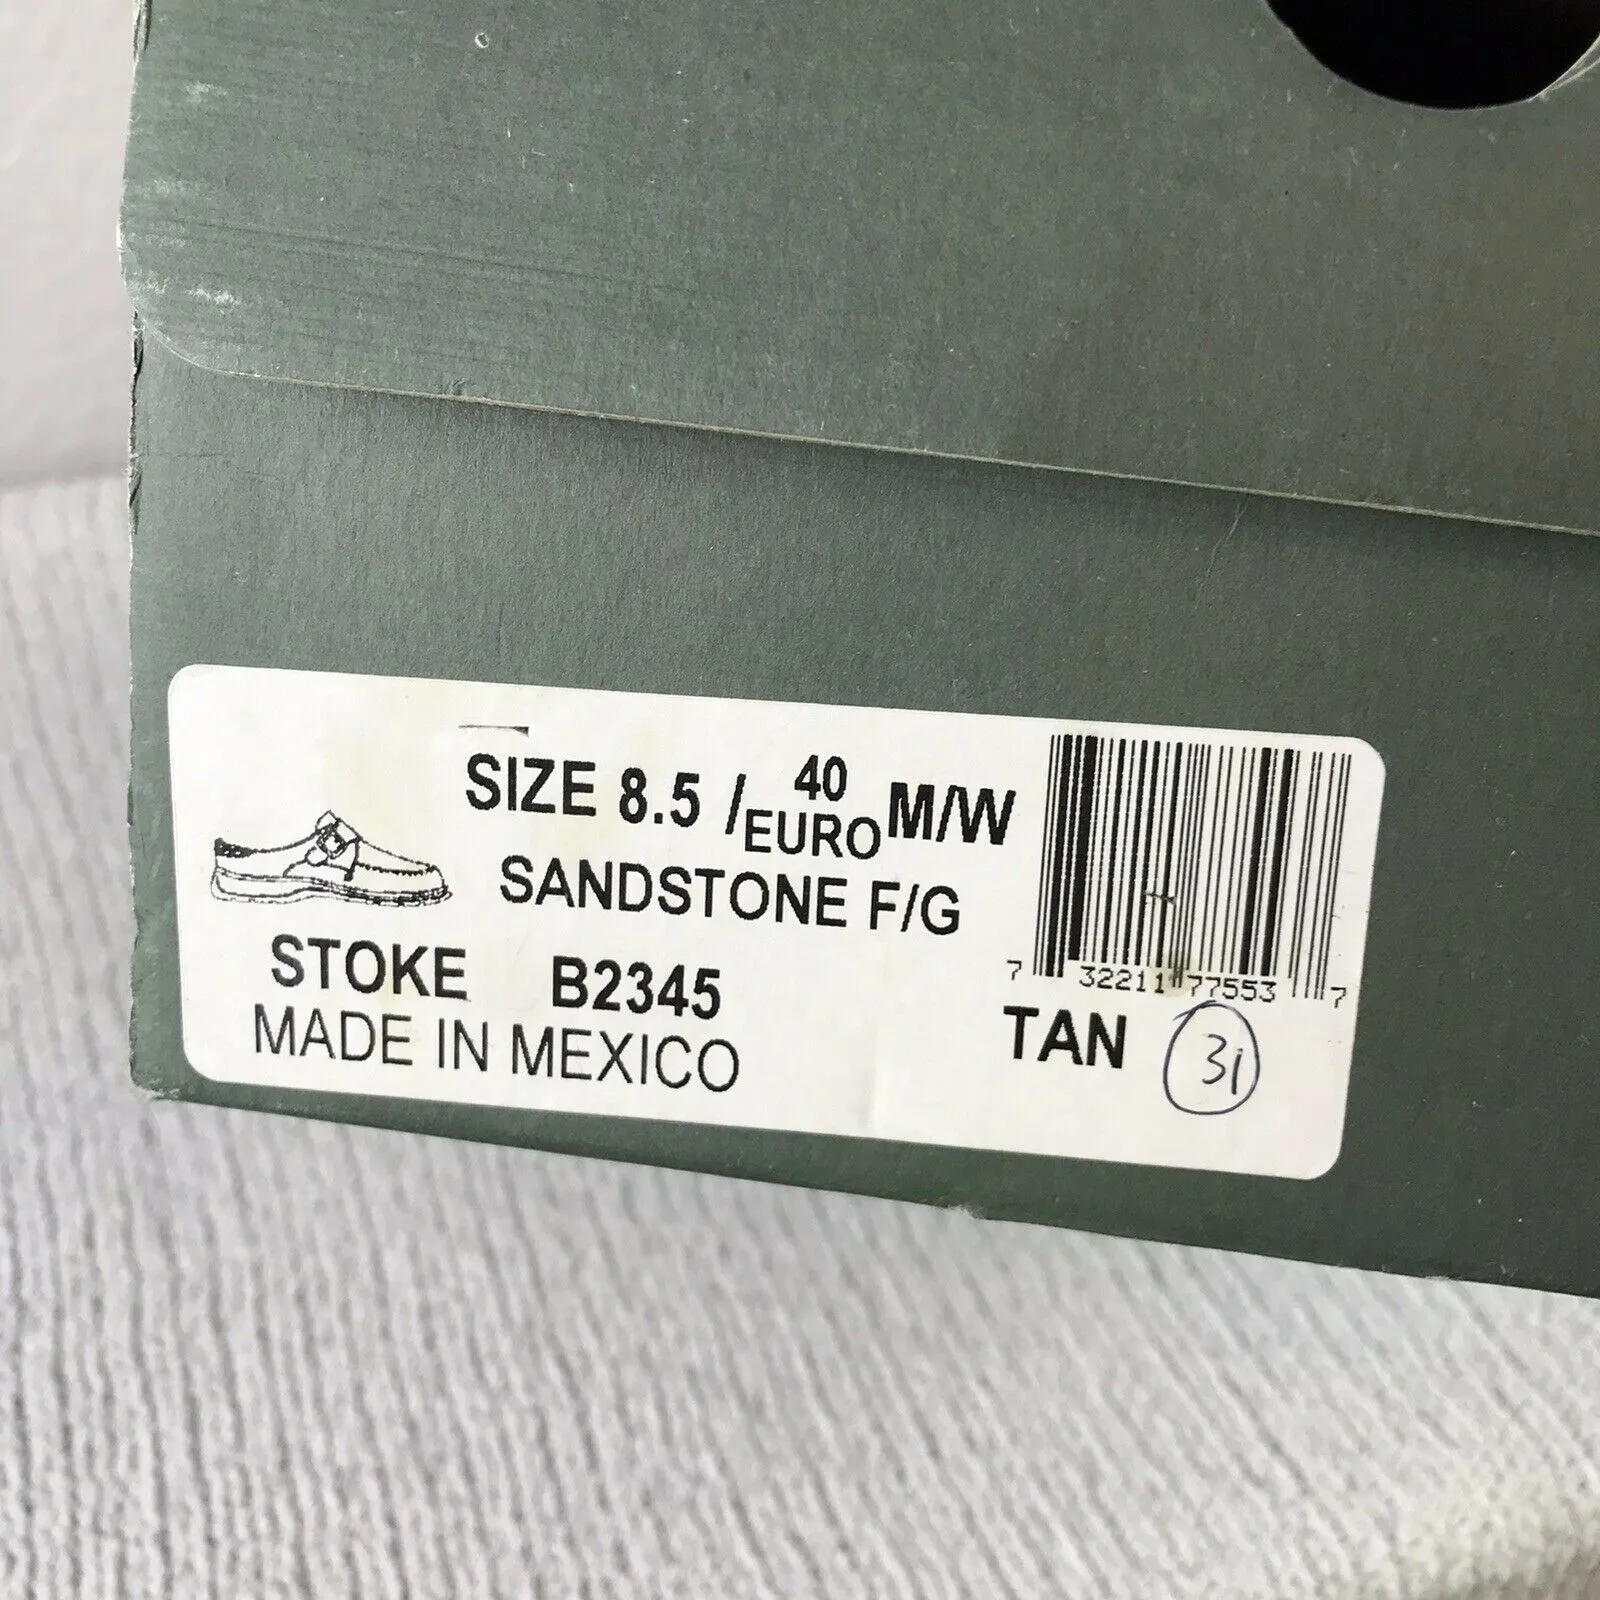 SIZE 8.5 / 40 EURO M/W
SANDSTONE F/G
STOKE B2345
MADE IN MEXICO
7 32211 77553 7
TAN 31